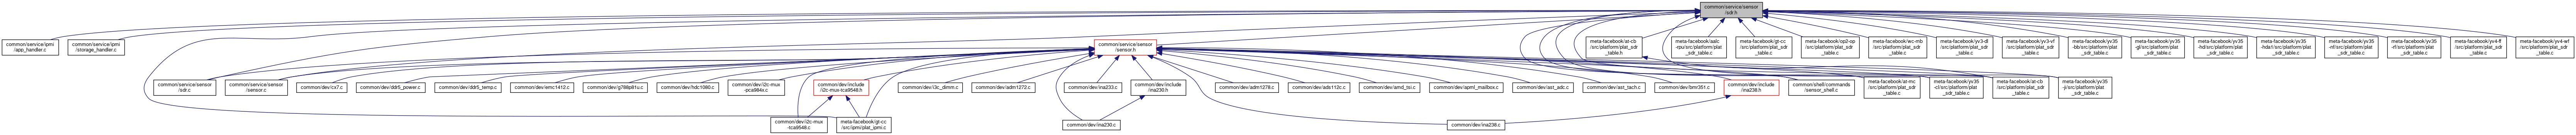 common/service/sensor
/sdr.h
common/service/ipmi
/app_handler.c
common/service/ipmi
/storage_handler.c
common/service/sensor
/sensor.h
meta-facebook/at-cb
/src/platform/plat_sdr
_table.h
meta-facebook/aalc
-rpu/src/platform/plat
_sdr_table.c
meta-facebook/gt-cc
/src/platform/plat_sdr
_table.c
meta-facebook/op2-op
/src/platform/plat_sdr
_table.c
meta-facebook/wc-mb
/src/platform/plat_sdr
_table.c
meta-facebook/yv3-dl
/src/platform/plat_sdr
_table.c
meta-facebook/yv3-vf
/src/platform/plat_sdr
_table.c
meta-facebook/yv35
-bb/src/platform/plat
_sdr_table.c
meta-facebook/yv35
-gl/src/platform/plat
_sdr_table.c
meta-facebook/yv35
-hd/src/platform/plat
_sdr_table.c
meta-facebook/yv35
-hda1/src/platform/plat
_sdr_table.c
meta-facebook/yv35
-nf/src/platform/plat
_sdr_table.c
meta-facebook/yv35
-rf/src/platform/plat
_sdr_table.c
meta-facebook/yv4-ff
/src/platform/plat_sdr
_table.c
meta-facebook/yv4-wf
/src/platform/plat_sdr
_table.c
common/service/sensor
/sdr.c
common/service/sensor
/sensor.c
common/dev/cx7.c
common/dev/ddr5_power.c
common/dev/ddr5_temp.c
common/dev/emc1412.c
common/dev/g788p81u.c
common/dev/hdc1080.c
common/dev/i2c-mux
-pca984x.c
common/dev/include
/i2c-mux-tca9548.h
common/dev/i3c_dimm.c
common/dev/adm1272.c
common/dev/ina233.c
common/dev/include
/ina230.h
common/dev/adm1278.c
common/dev/ads112c.c
common/dev/amd_tsi.c
common/dev/apml_mailbox.c
common/dev/ast_adc.c
common/dev/ast_tach.c
common/dev/bmr351.c
common/dev/include
/ina238.h
common/shell/commands
/sensor_shell.c
meta-facebook/at-mc
/src/platform/plat_sdr
_table.c
meta-facebook/yv35
-cl/src/platform/plat
_sdr_table.c
meta-facebook/at-cb
/src/platform/plat_sdr
_table.c
meta-facebook/yv35
-ji/src/platform/plat
_sdr_table.c
common/dev/i2c-mux
-tca9548.c
meta-facebook/gt-cc
/src/ipmi/plat_ipmi.c
common/dev/ina230.c
common/dev/ina238.c